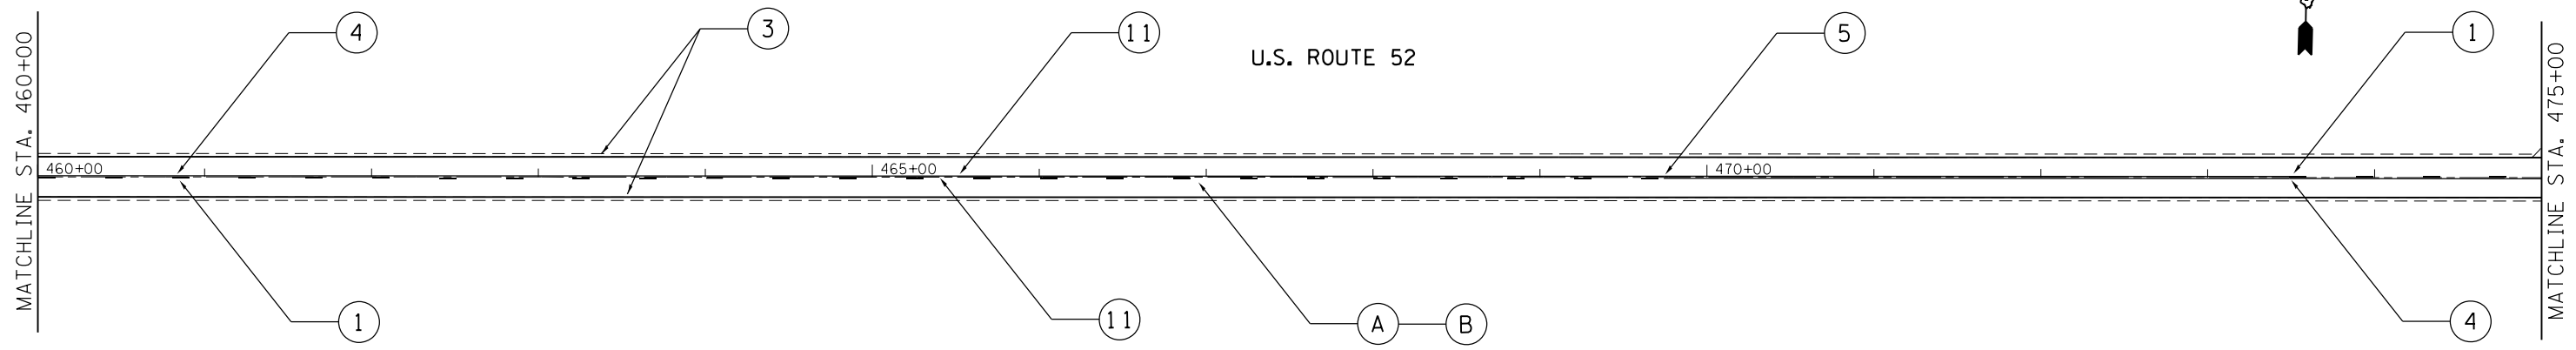 MATCHLINE STA. 460+00
4
3
11
U.S. ROUTE 52
5
1
460+00
465+00
470+00
1
11
A
B
4
MATCHLINE STA. 475+00